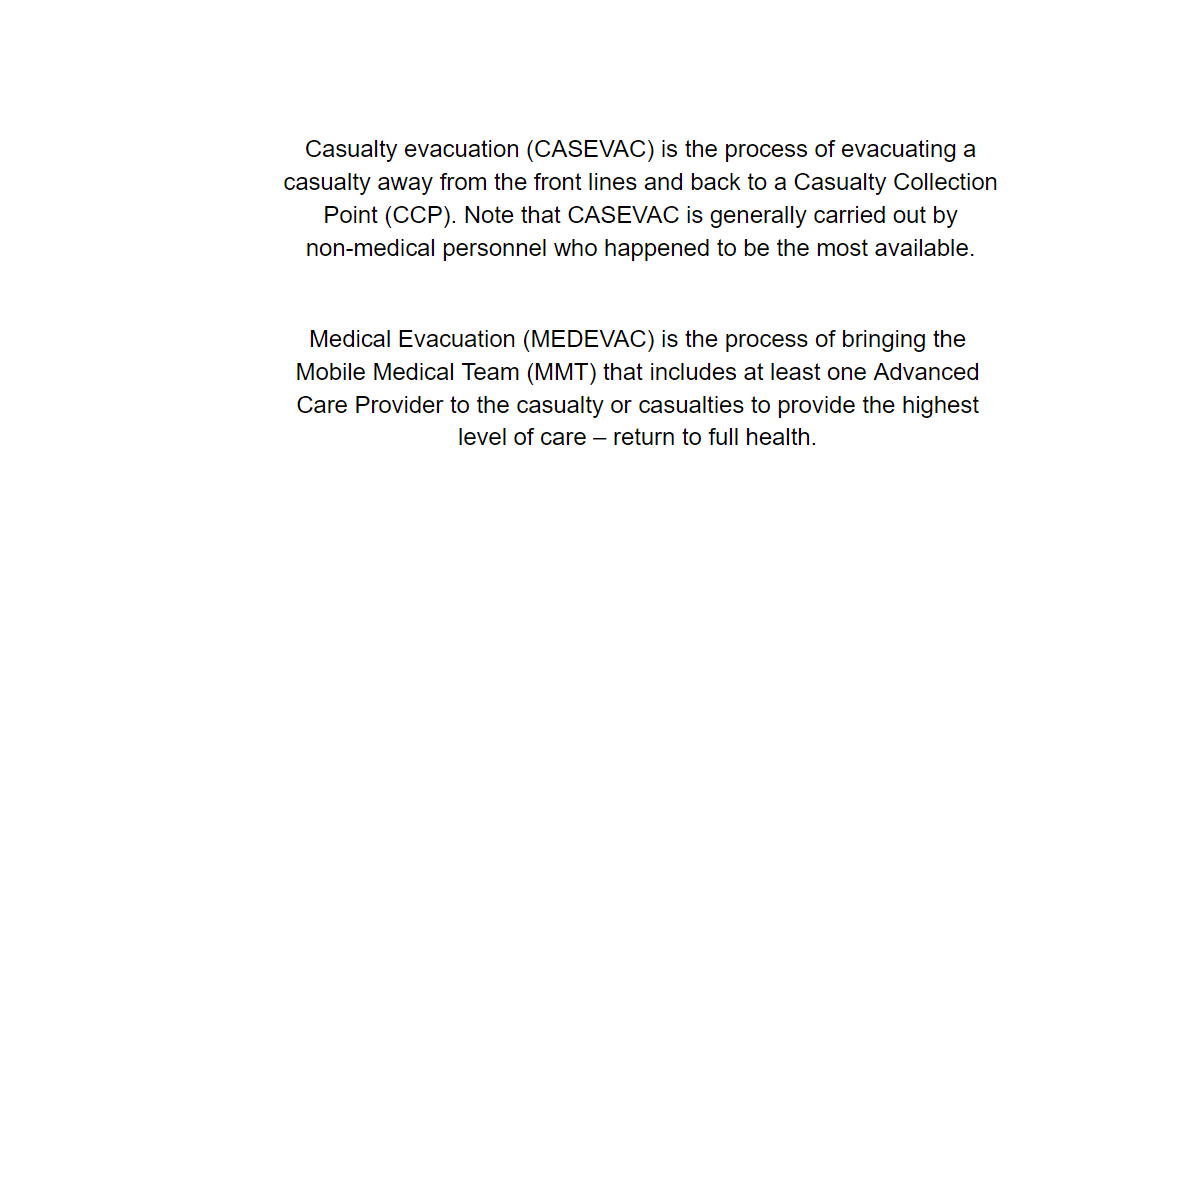 Casualty evacuation (CASEVAC) is the process of evacuating a
casualty away from the front lines and back to a Casualty Collection
Point (CCP). Note that CASEVAC is generally carried out by
non-medical personnel who happened to be the most available.
Medical Evacuation (MEDEVAC) is the process of bringing the
Mobile Medical Team (MMT) that includes at least one Advanced
Care Provider to the casualty or casualties to provide the highest
level of care – return to full health.